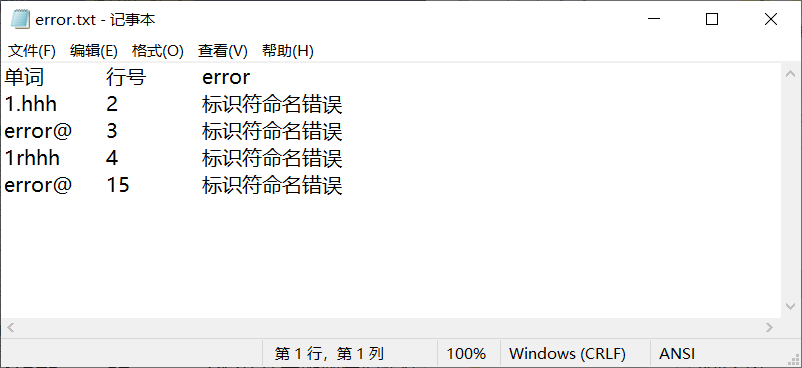 error.txt - 记事本
文件(F) 编辑(E) 格式(O) 查看(V) 帮助(H)
单词 行号 error
1.hhh 2 标识符命名错误
error@ 3 标识符命名错误
1rhhh 4 标识符命名错误
error@ 15 标识符命名错误
第 1 行，第 1 列 100% Windows (CRLF) ANSI